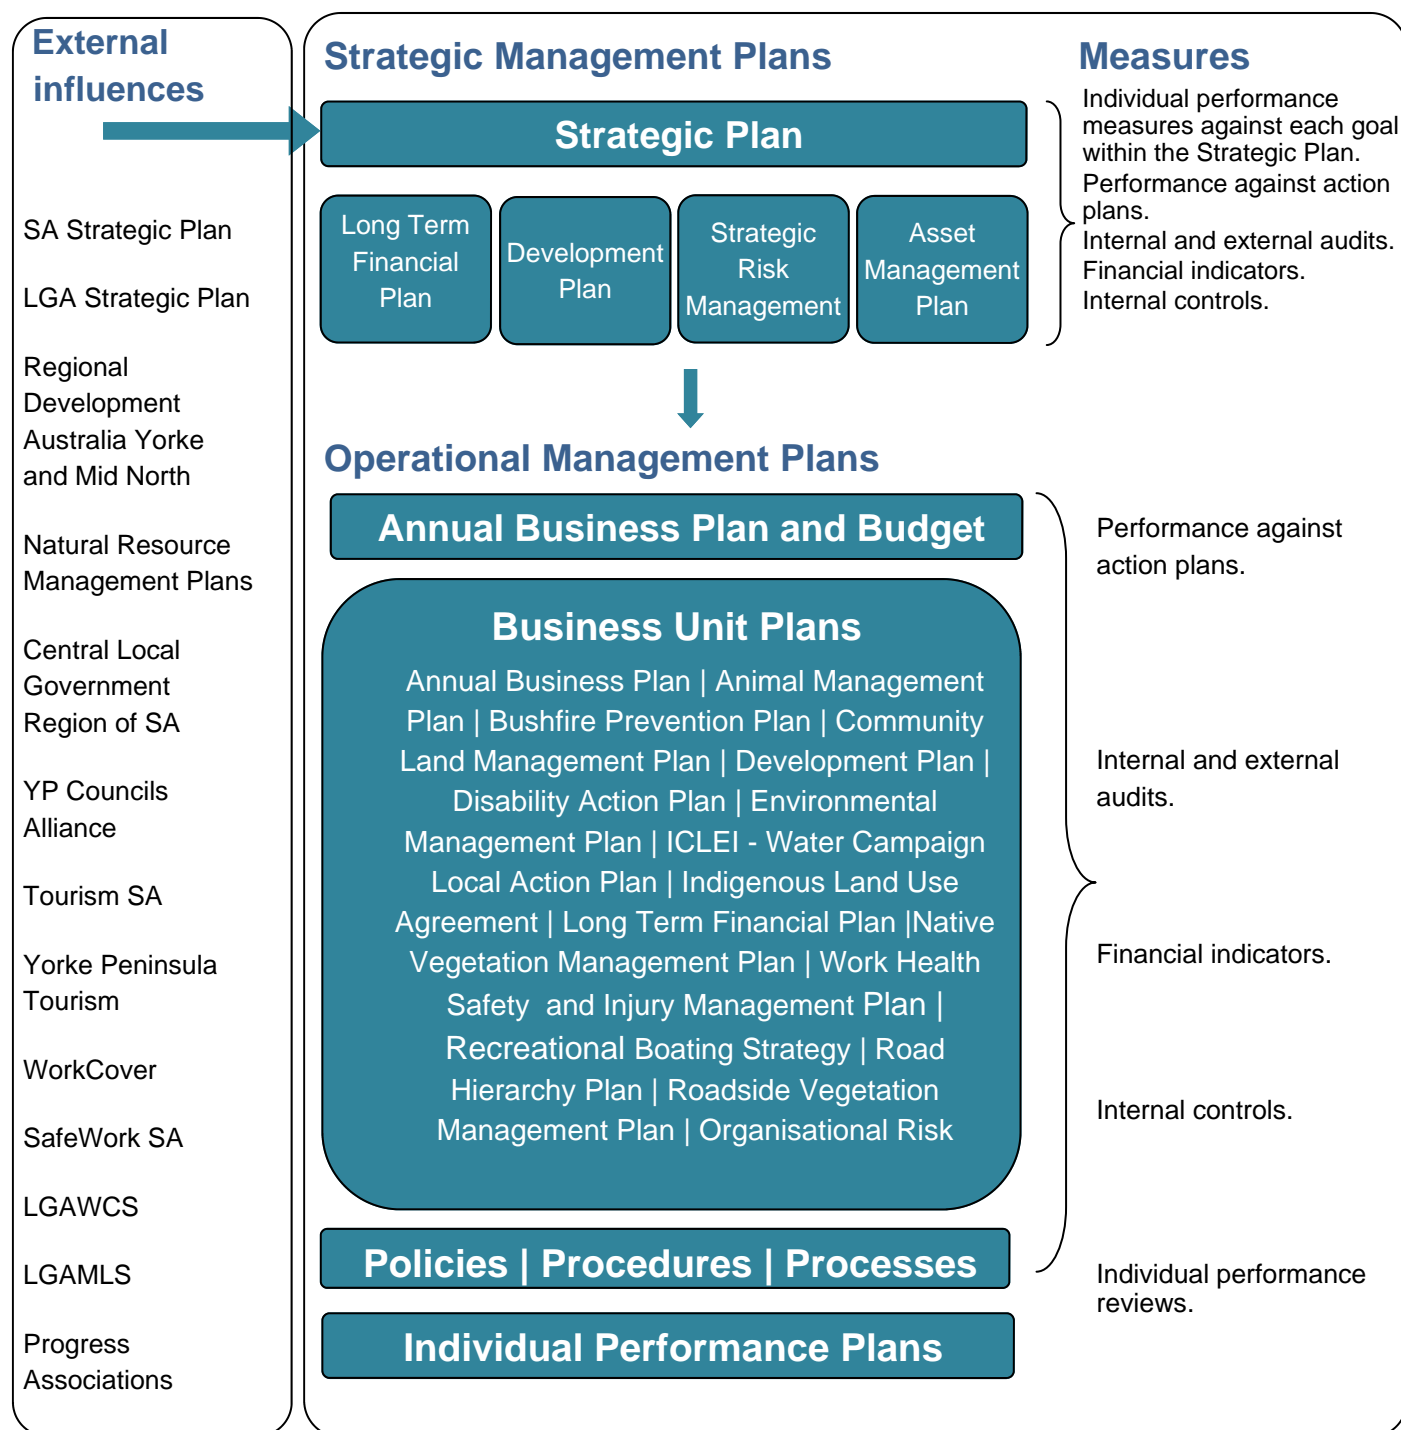 External
influences
SA Strategic Plan
LGA Strategic Plan
Regional
Development
Australia Yorke
and Mid North
Natural Resource
Management Plans
Central Local
Government
Region of SA
YP Councils
Alliance
Tourism SA
Yorke Peninsula
Tourism
WorkCover
SafeWork SA
LGAWCS
LGAMLS
Progress
Associations
Strategic Management Plans
Strategic Plan
Long Term
Financial
Plan
Development
Plan
Strategic
Risk
Management
Asset
Management
Plan
Measures
Individual performance
measures against each goal
within the Strategic Plan.
Performance against action
plans.
Internal and external audits.
Financial indicators.
Internal controls.
Operational Management Plans
Annual Business Plan and Budget
Business Unit Plans
Annual Business Plan | Animal Management
Plan | Bushfire Prevention Plan | Community
Land Management Plan | Development Plan |
Disability Action Plan | Environmental
Management Plan | ICLEI - Water Campaign
Local Action Plan | Indigenous Land Use
Agreement | Long Term Financial Plan |Native
Vegetation Management Plan | Work Health
Safety  and Injury Management Plan |
Recreational Boating Strategy | Road
Hierarchy Plan | Roadside Vegetation
Management Plan | Organisational Risk
Policies | Procedures | Processes
Individual Performance Plans
Performance against
action plans.
Internal and external
audits.
Financial indicators.
Internal controls.
Individual performance
reviews.